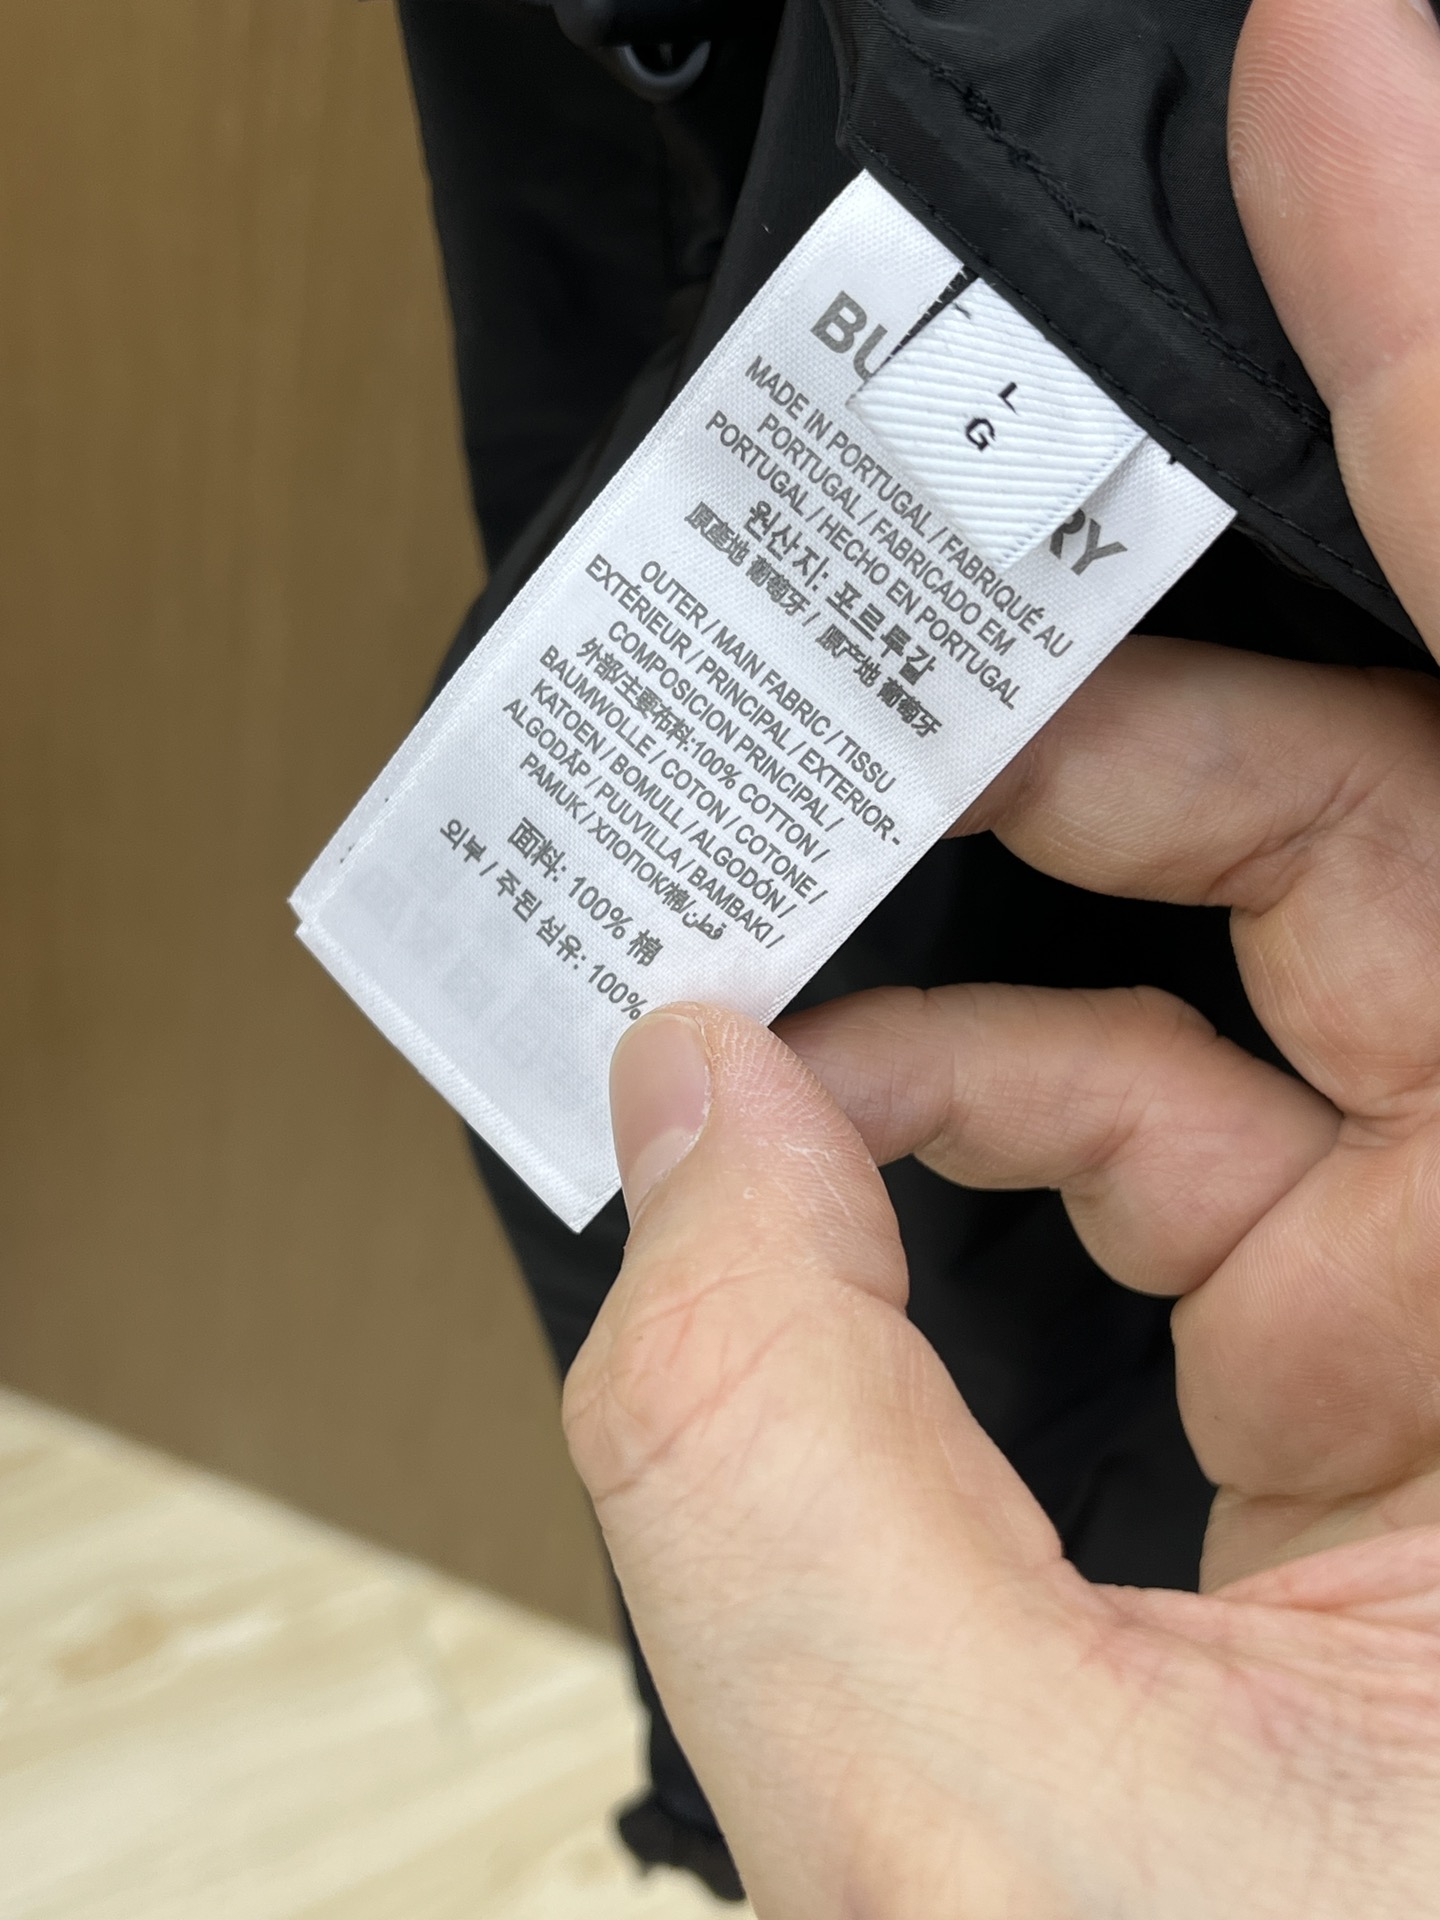 BU RY
L
G
MADE IN PORTUGAL / FABRIQUÉ AU
PORTUGAL / FABRICADO EM
PORTUGAL / HECHO EN PORTUGAL
원산지: 포르투갈
原產地 葡萄牙 / 原产地 葡萄牙
OUTER / MAIN FABRIC / TISSU
EXTÉRIEUR / PRINCIPAL / EXTERIOR -
COMPOSICION PRINCIPAL /
外部/主要布料:100% COTTON /
BAUMWOLLE / COTON / COTONE /
KATOEN / BOMULL / ALGODÓN /
ALGODÃP / PUUVILLA / BAMBAKI /
PAMUK / ХЛОПОК/棉/قطن
面料: 100% 棉
외부 / 주된 섬유: 100%